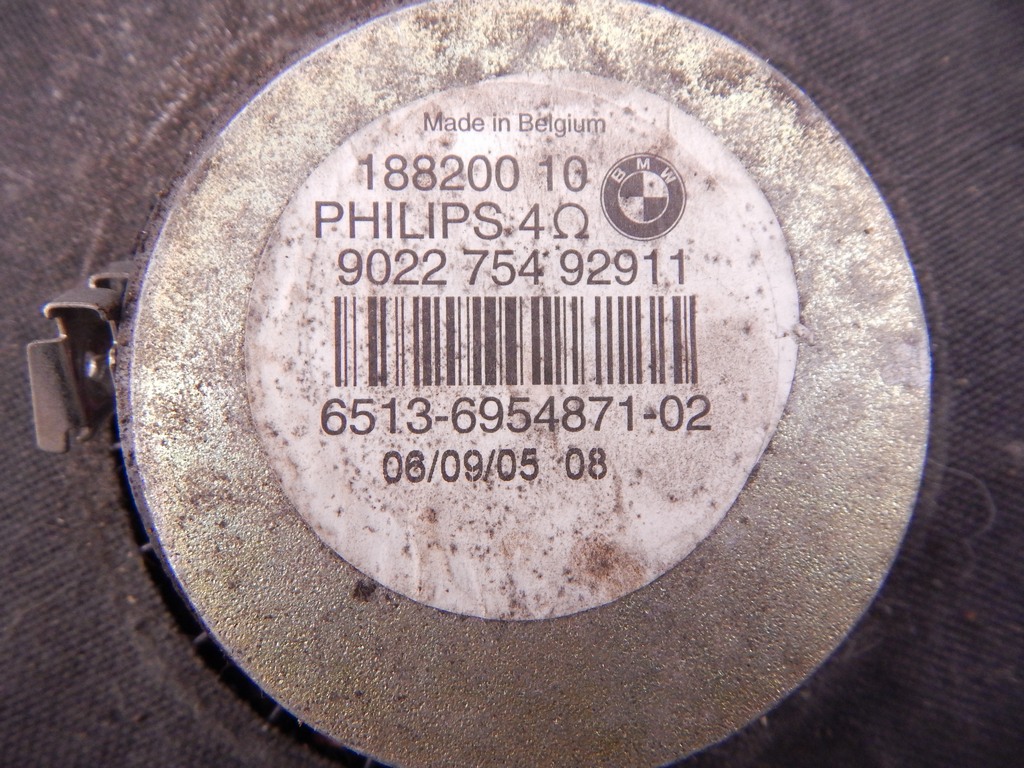 Made in Belgium
188200 10
BMW
PHILIPS 4Ω
9022 754 92911
6513-6954871-02
06/09/05 08